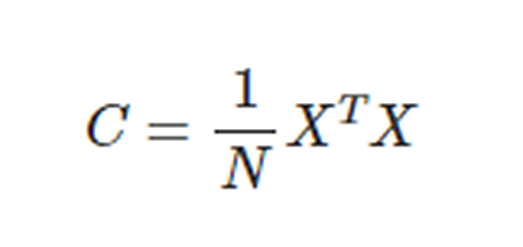 C = \frac{1}{N} X^T X